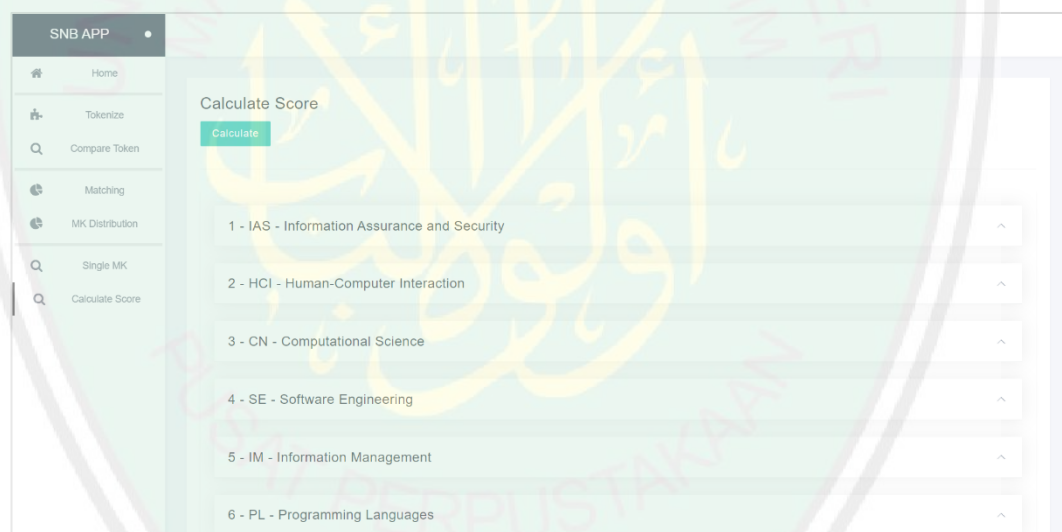 SNB APP
Home
Tokenize
Compare Token
Matching
MK Distribution
Single MK
Calculate Score
Calculate Score
Calculate
1 - IAS - Information Assurance and Security
2 - HCI - Human-Computer Interaction
3 - CN - Computational Science
4 - SE - Software Engineering
5 - IM - Information Management
6 - PL - Programming Languages
PUSAT PERPUSTAKAAN